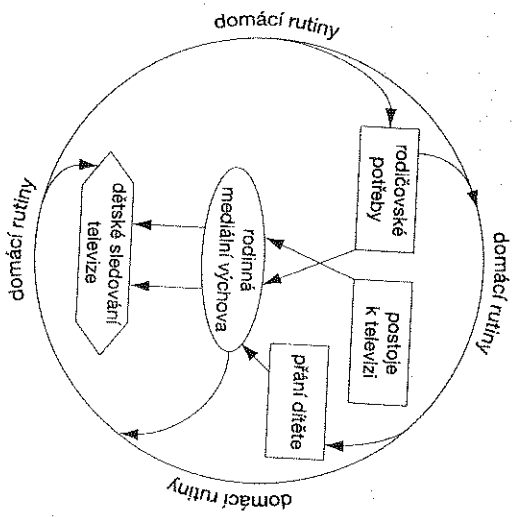 domácí rutiny
domácí rutiny
rodičovské
potřeby
postoje
k televizi
přání dítěte
rodinná
mediální výchova
dětské sledování
televize
domácí rutiny
domácí rutiny